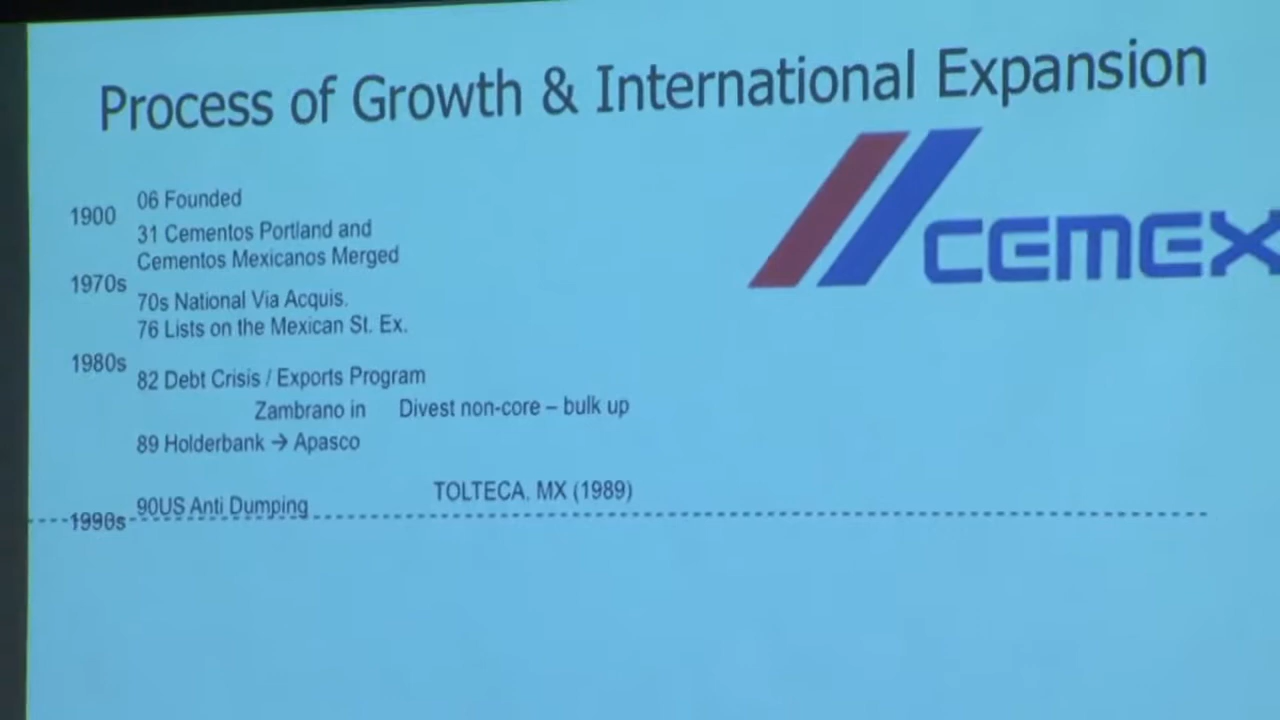 Process of Growth & International Expansion
CEMEX
1900
06 Founded
31 Cementos Portland and
Cementos Mexicanos Merged
1970s
70s National Via Acquis.
76 Lists on the Mexican St. Ex.
1980s
82 Debt Crisis / Exports Program
Zambrano in Divest non-core – bulk up
89 Holderbank → Apasco
TOLTECA. MX (1989)
90US Anti Dumping
1990s